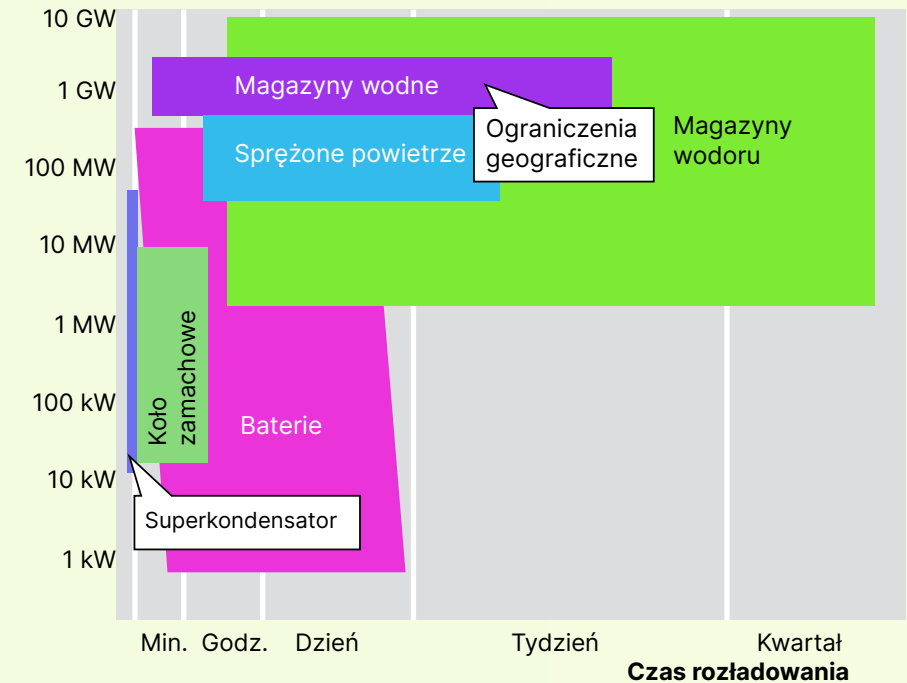 10 GW
1 GW
100 MW
10 MW
1 MW
100 kW
10 kW
1 kW
Magazyny wodne
Sprężone powietrze
Ograniczenia
geograficzne
Magazyny
wodoru
Koło
zamachowe
Baterie
Superkondensator
Min.
Godz.
Dzień
Tydzień
Kwartał
Czas rozładowania